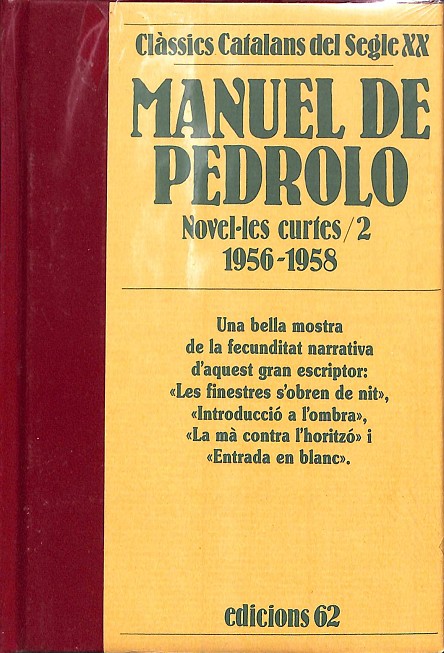 Clàssics Catalans del Segle XX
MANUEL DE
PEDROLO
Novel·les curtes/2
1956-1958
Una bella mostra
de la fecunditat narrativa
d'aquest gran escriptor:
«Les finestres s'obren de nit»,
«Introducció a l'ombra»,
«La mà contra l'horitzó» i
«Entrada en blanc».
edicions 62